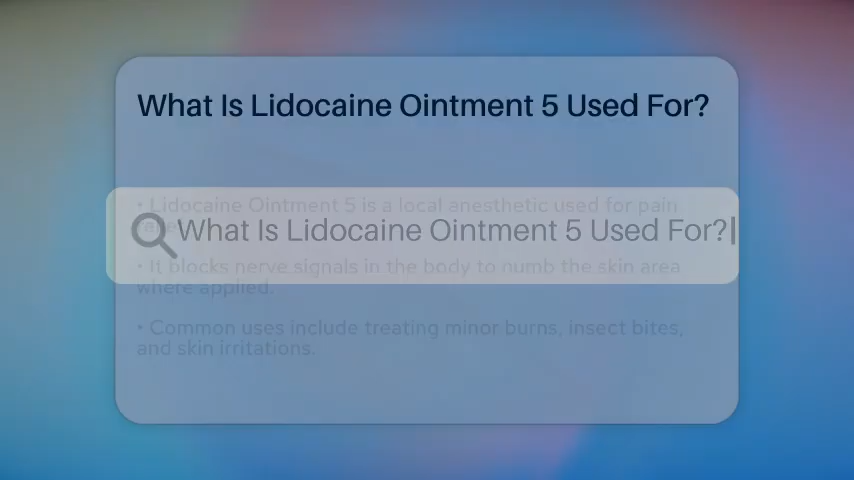 What Is Lidocaine Ointment 5 Used For?
• Lidocaine Ointment 5 is a local anesthetic used for pain
What Is Lidocaine Ointment 5 Used For?
• It blocks nerve signals in the body to numb the skin area
where applied.
• Common uses include treating minor burns, insect bites,
and skin irritations.